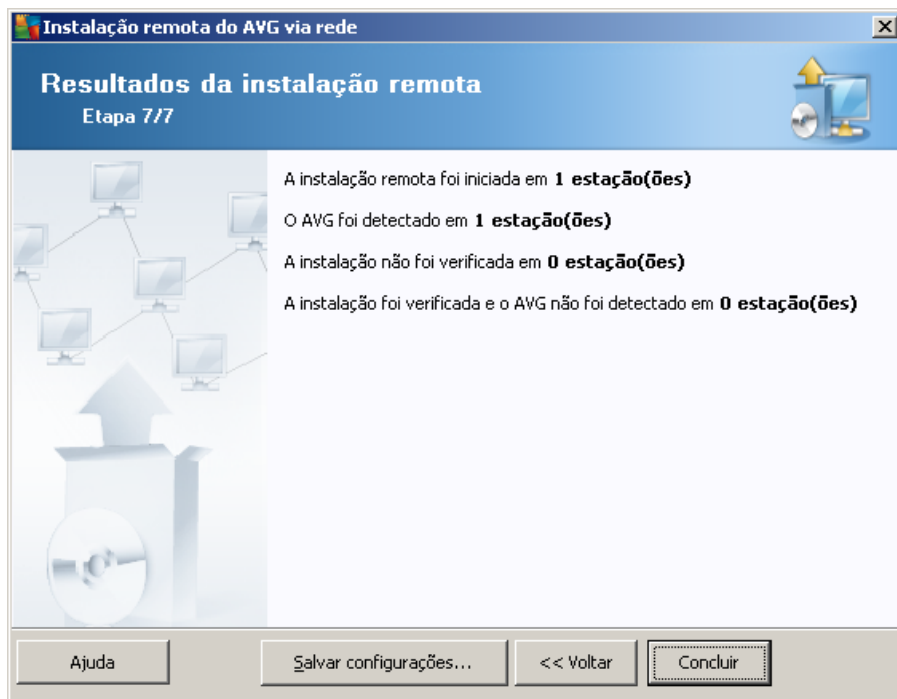 Instalação remota do AVG via rede
Resultados da instalação remota
Etapa 7/7
A instalação remota foi iniciada em 1 estação(ões)
O AVG foi detectado em 1 estação(ões)
A instalação não foi verificada em 0 estação(ões)
A instalação foi verificada e o AVG não foi detectado em 0 estação(ões)
Ajuda
Salvar configurações...
<< Voltar
Concluir